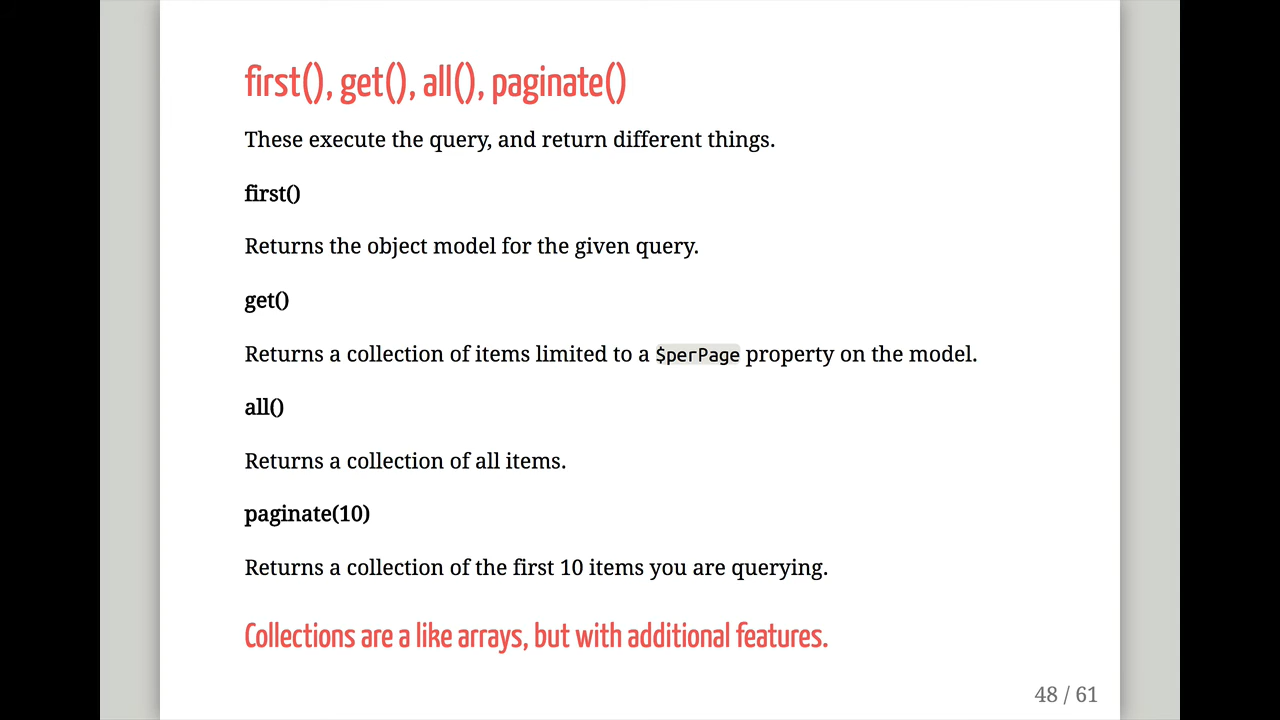 first(), get(), all(), paginate()
These execute the query, and return different things.
first()
Returns the object model for the given query.
get()
Returns a collection of items limited to a $perPage property on the model.
all()
Returns a collection of all items.
paginate(10)
Returns a collection of the first 10 items you are querying.
Collections are a like arrays, but with additional features.
48 / 61